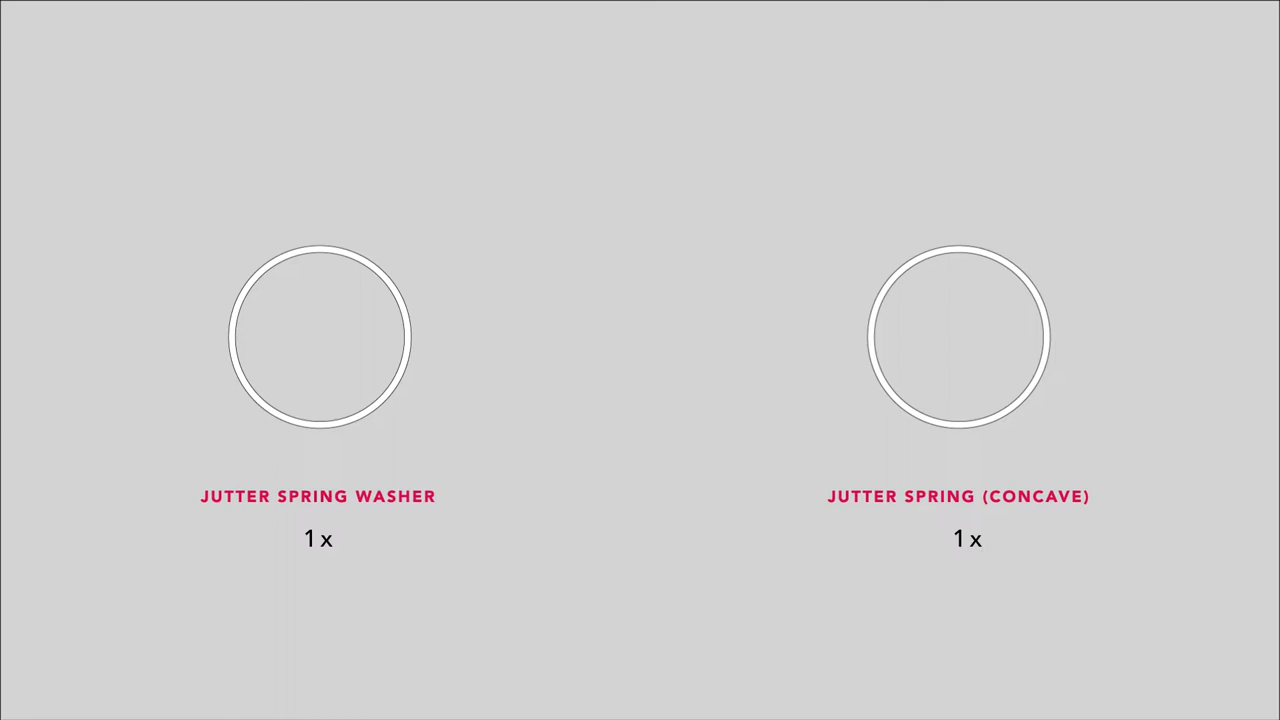 JUTTER SPRING WASHER
1 x
JUTTER SPRING (CONCAVE)
1 x